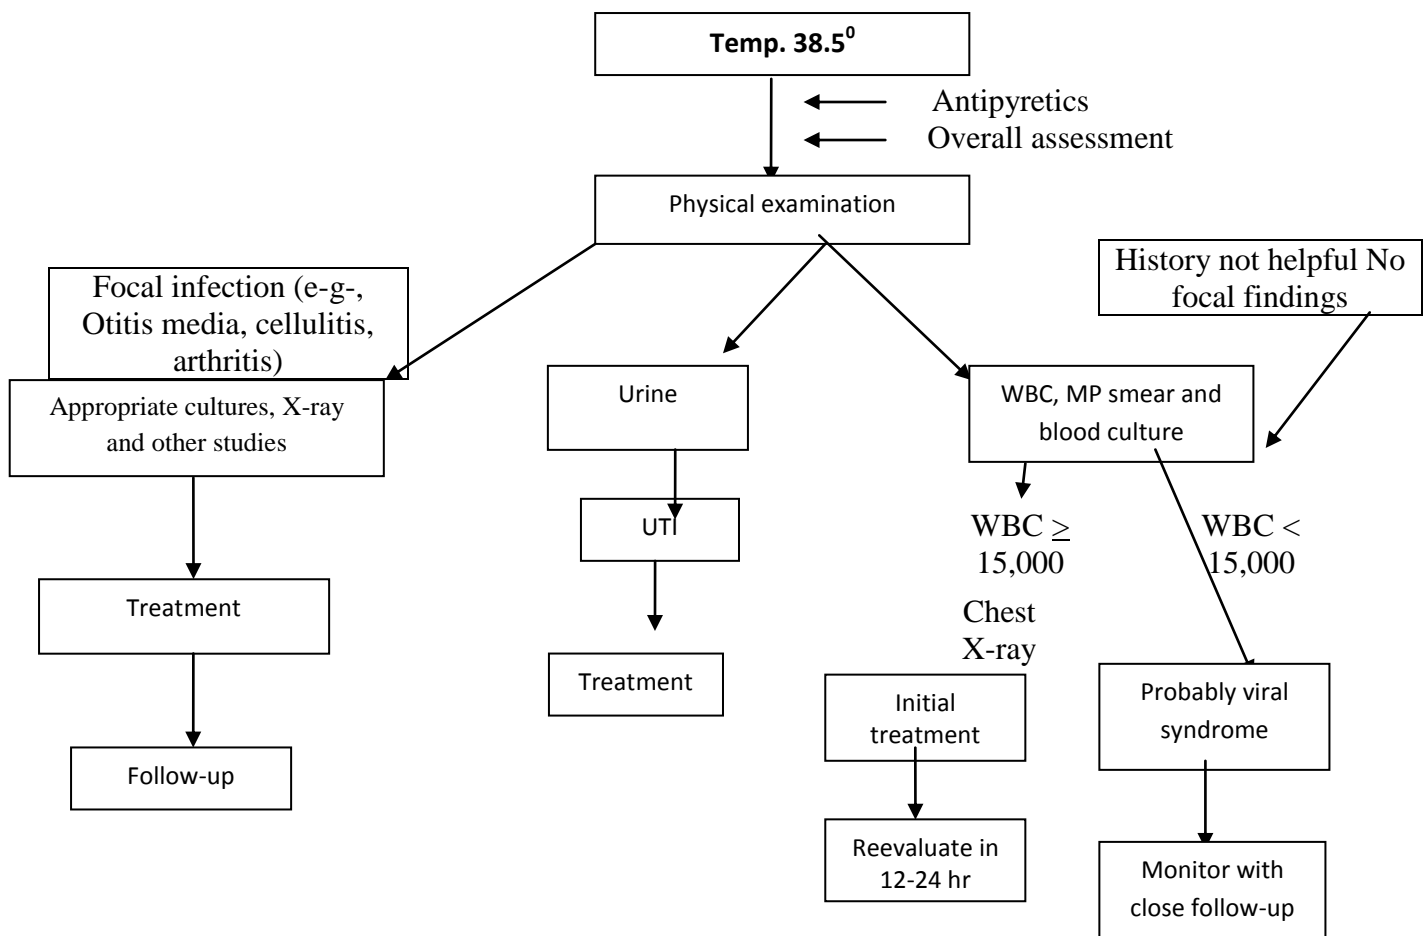 Temp. 38.5⁰
Antipyretics
Overall assessment
Physical examination
History not helpful No
focal findings
Focal infection (e-g-,
Otitis media, cellulitis,
arthritis)
Appropriate cultures, X-ray
and other studies
Urine
WBC, MP smear and
blood culture
UTI
WBC ≥
15,000
WBC <
15,000
Treatment
Chest
X-ray
Treatment
Initial
treatment
Probably viral
syndrome
Follow-up
Reevaluate in
12-24 hr
Monitor with
close follow-up